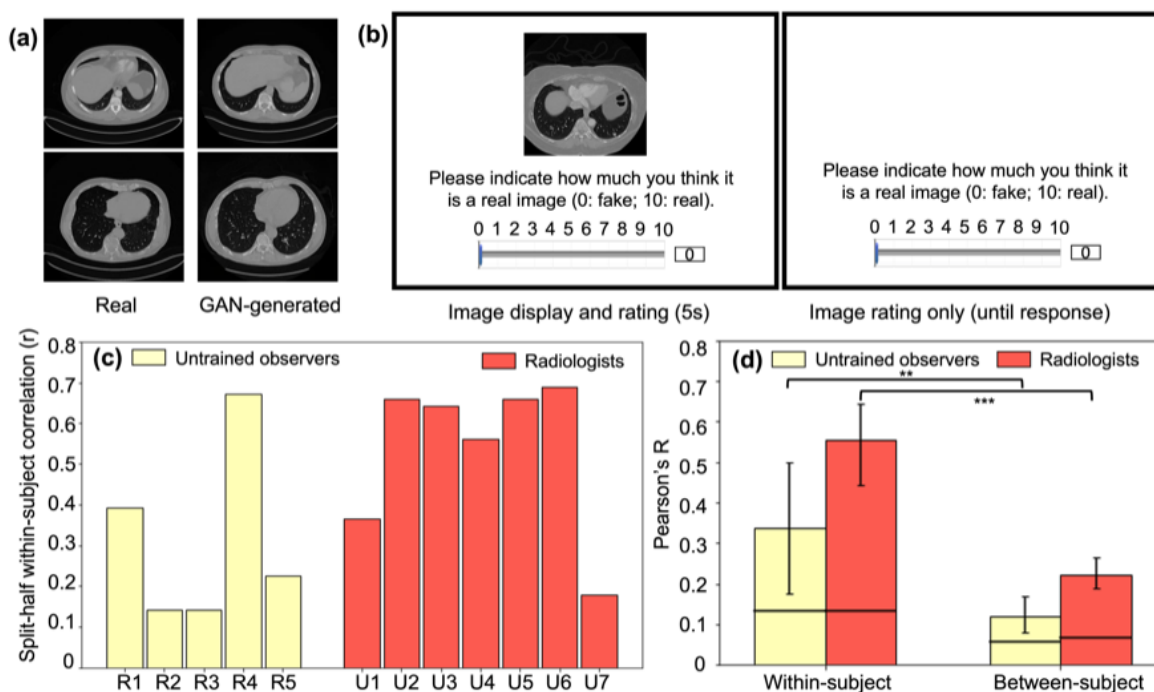 (a)
Real GAN-generated
(b)
Please indicate how much you think it
is a real image (0: fake; 10: real).
0 1 2 3 4 5 6 7 8 9 10
0
Image display and rating (5s)
Please indicate how much you think it
is a real image (0: fake; 10: real).
0 1 2 3 4 5 6 7 8 9 10
0
Image rating only (until response)
(c)
Untrained observers
Radiologists
Split-half within-subject correlation (r)
0.8
0.7
0.6
0.5
0.4
0.3
0.2
0.1
0
R1 R2 R3 R4 R5 U1 U2 U3 U4 U5 U6 U7
(d)
Untrained observers
Radiologists
**
***
Pearson's R
0.8
0.7
0.6
0.5
0.4
0.3
0.2
0.1
0
Within-subject Between-subject